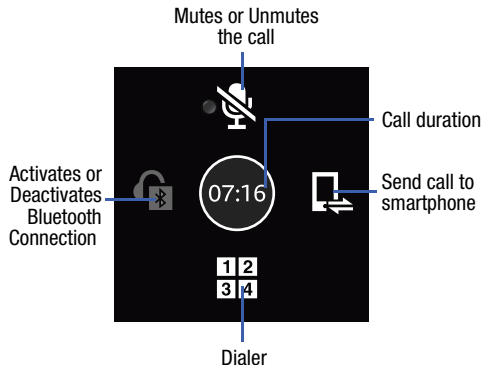 Mutes or Unmutes
the call
Call duration
Activates or
Deactivates
Bluetooth
Connection
07:16
Send call to
smartphone
1 2
3 4
Dialer